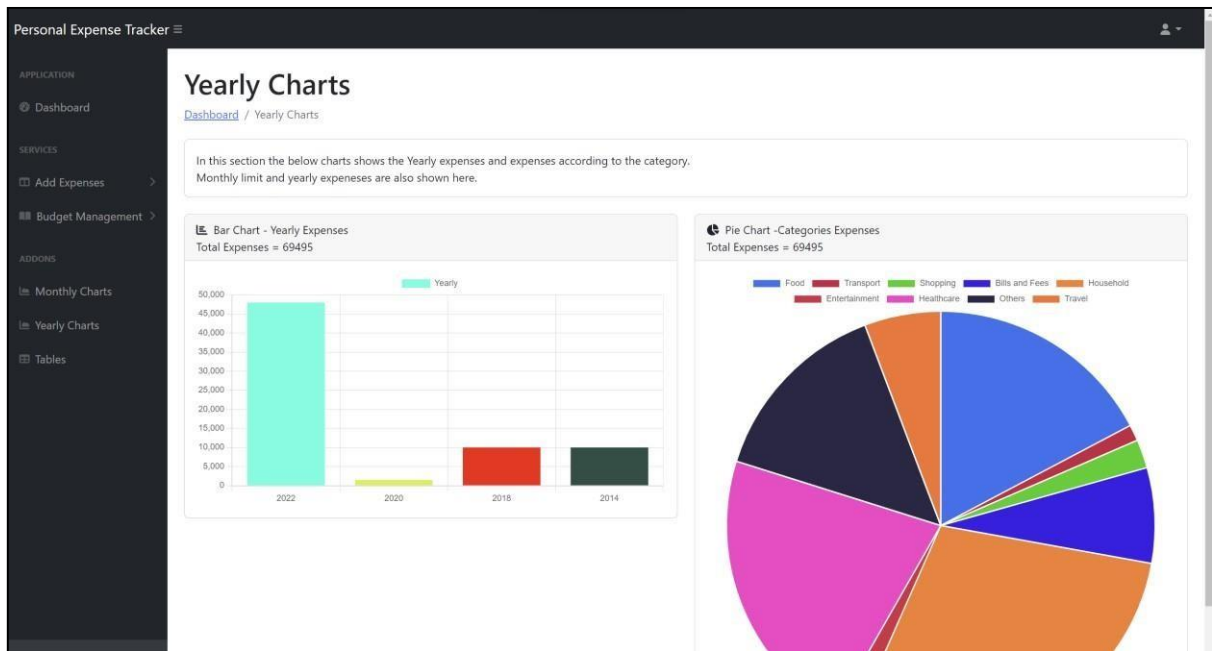 Personal Expense Tracker
APPLICATION
Dashboard
SERVICES
Add Expenses
Budget Management
ADDONS
Monthly Charts
Yearly Charts
Tables
Yearly Charts
Dashboard / Yearly Charts
In this section the below charts shows the Yearly expenses and expenses according to the category.
Monthly limit and yearly expeneses are also shown here.
Bar Chart - Yearly Expenses
Total Expenses = 69495
Yearly
50,000
45,000
40,000
35,000
30,000
25,000
20,000
15,000
10,000
5,000
0
2022 2020 2018 2014
Pie Chart -Categories Expenses
Total Expenses = 69495
Food Transport Shopping Bills and Fees Household
Entertainment Healthcare Others Travel